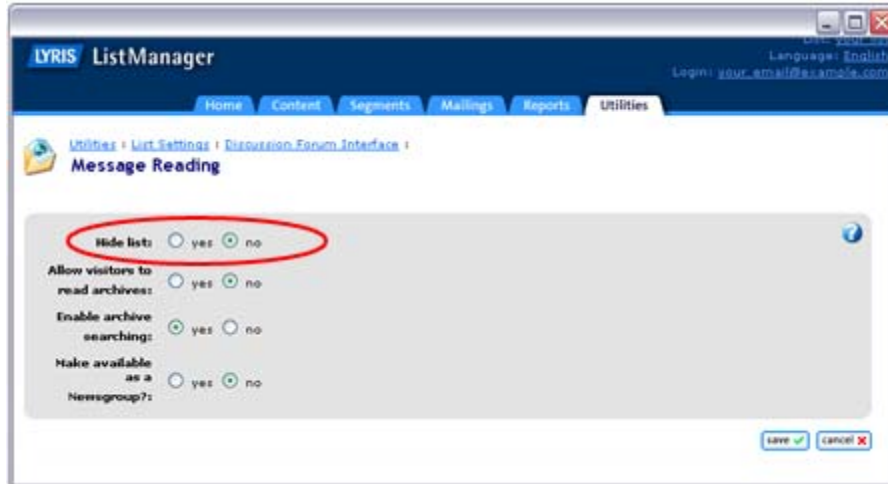 LYRIS ListManager
Language: English
Login: your_email@example.com
Home Content Segments Mailings Reports Utilities
Utilities : List Settings : Discussion Forum Interface :
Message Reading
Hide list: yes no
Allow visitors to
read archives: yes no
Enable archive
searching: yes no
Make available
as a
Newsgroup?: yes no
save cancel